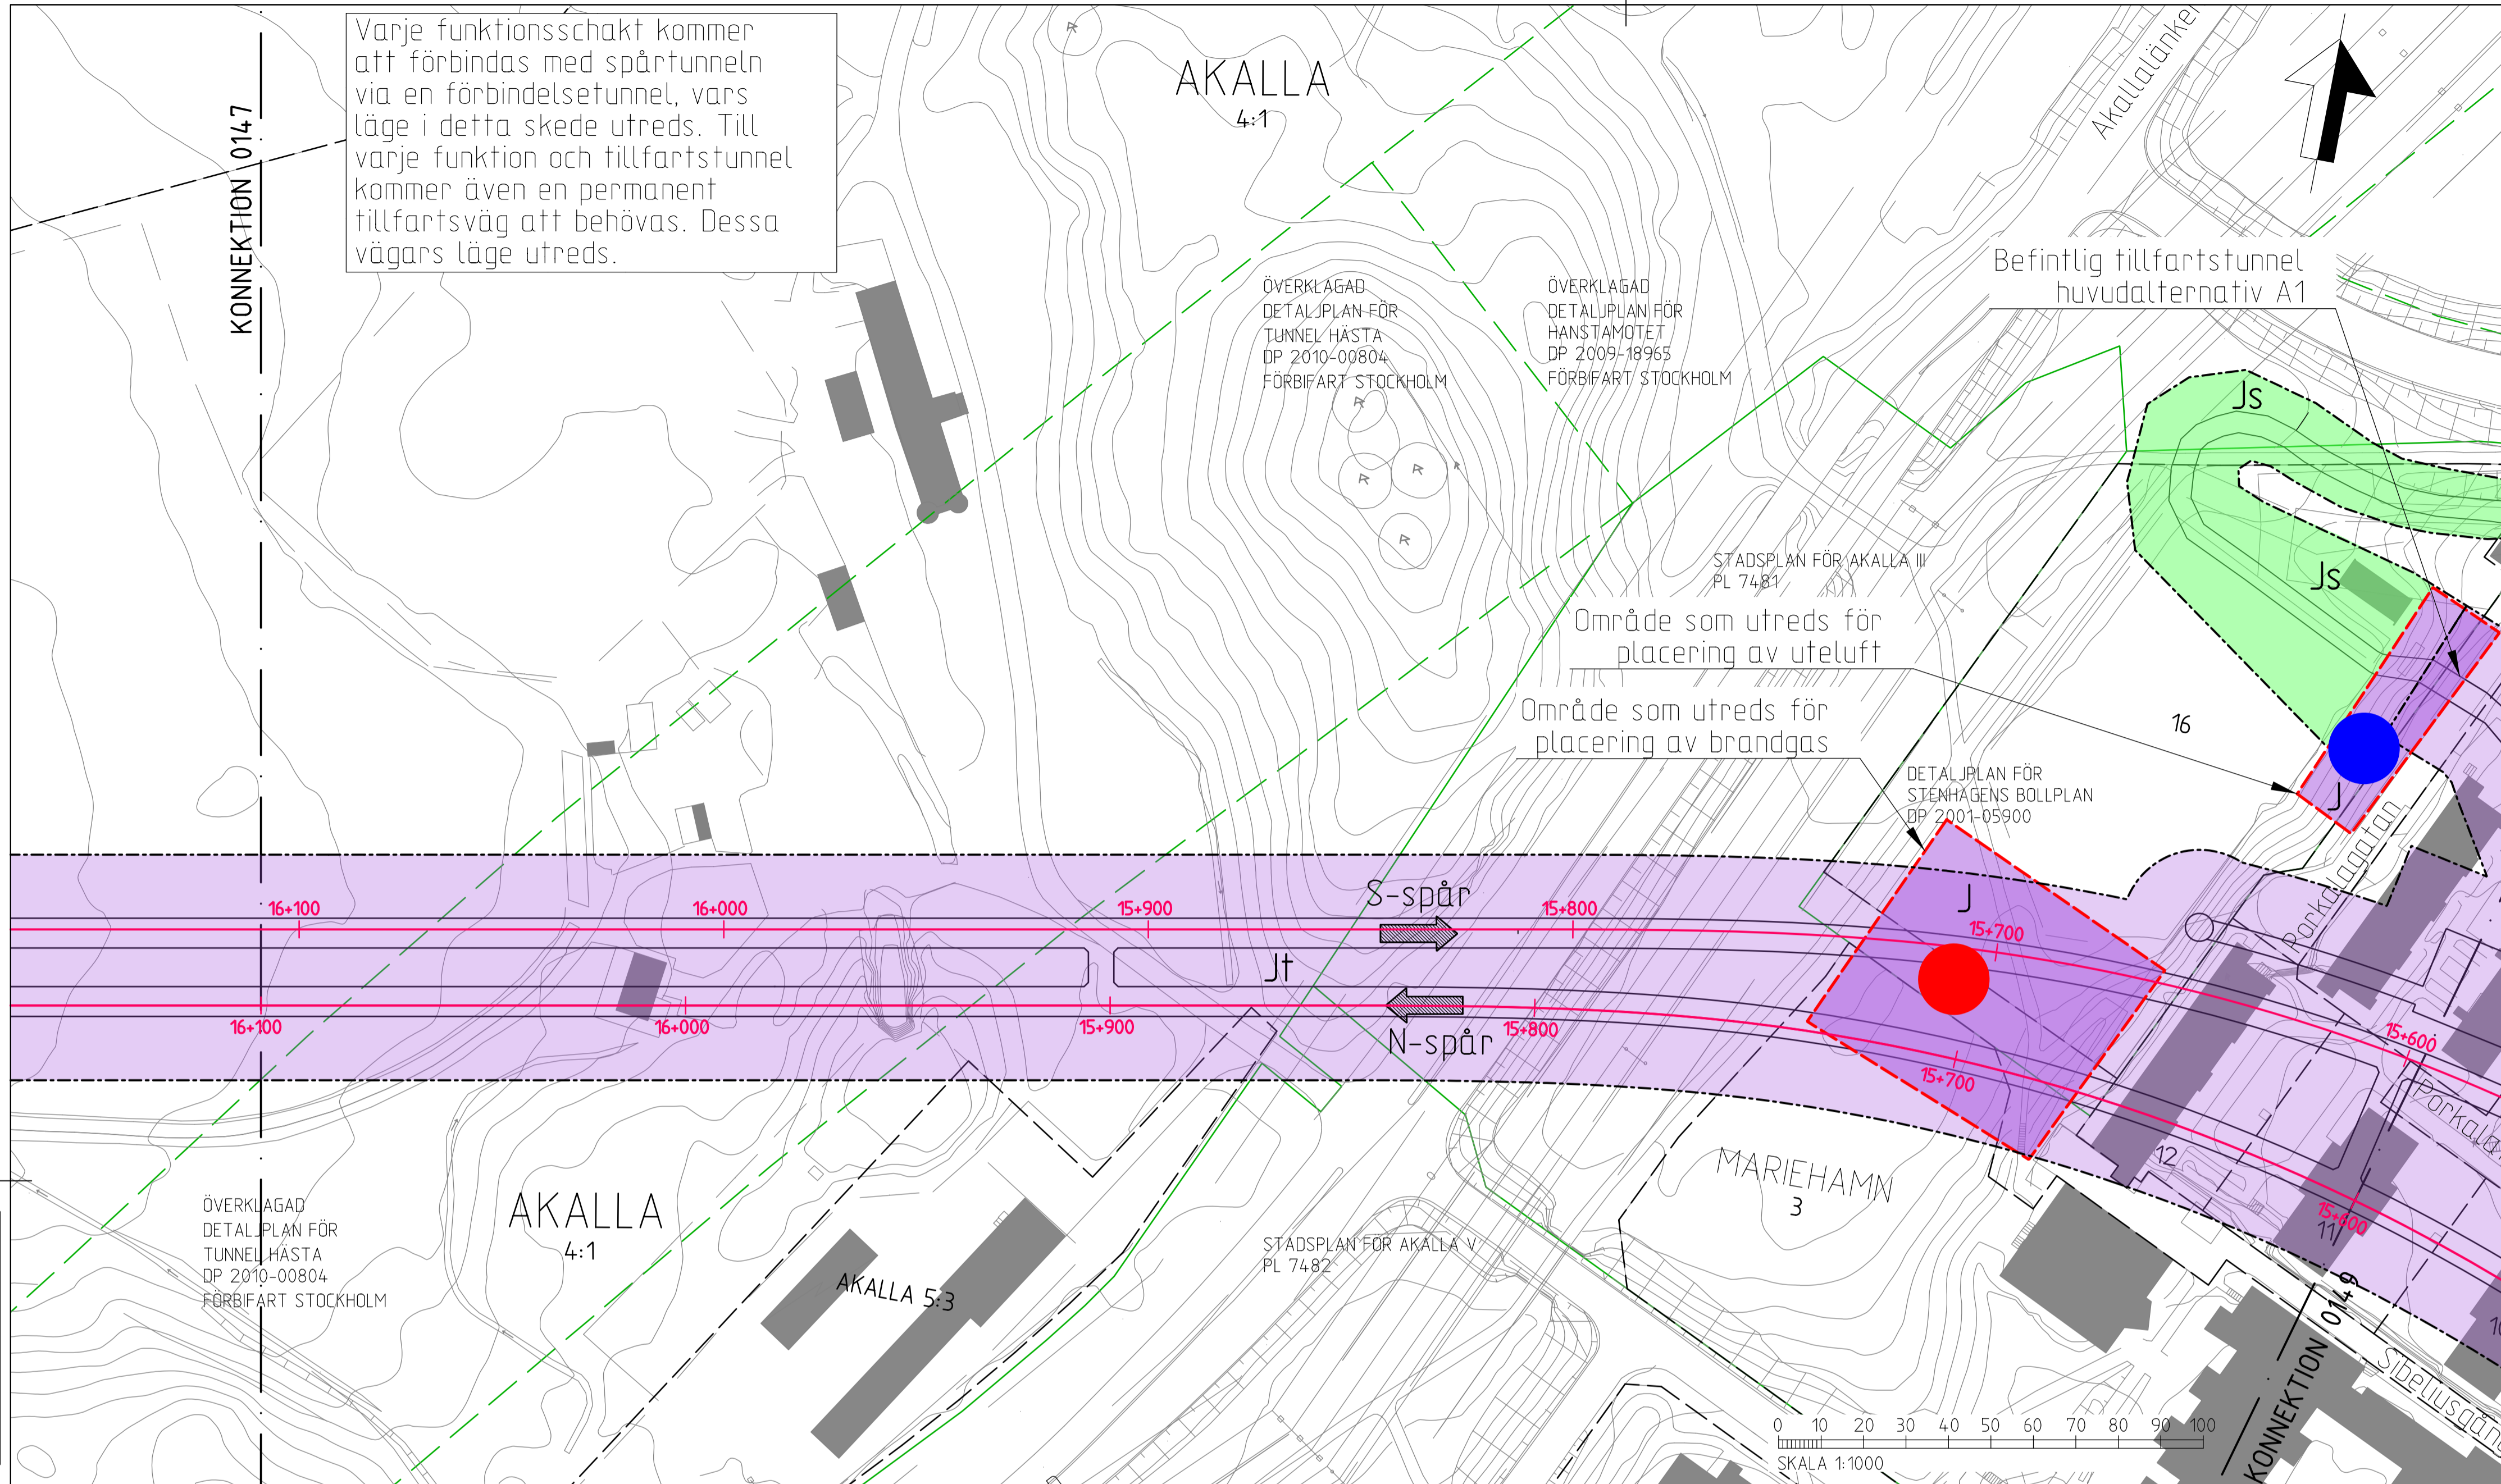 Varje funktionsschakt kommer
att förbindas med spårtunneln
via en förbindelsetunnel, vars
läge i detta skede utreds. Till
varje funktion och tillfartstunnel
kommer även en permanent
tillfartsväg att behövas. Dessa
vägars läge utreds.
KONNEKTION 0147
AKALLA
4:1
Akallalänken
Befintlig tillfartstunnel
huvudalternativ A1
ÖVERKLAGAD
DETALJPLAN FÖR
TUNNEL HÄSTA
DP 2010-00804
FÖRBIFART STOCKHOLM
ÖVERKLAGAD
DETALJPLAN FÖR
HANSTAMOTET
DP 2009-18965
FÖRBIFART STOCKHOLM
Js
Js
STADSPLAN FÖR AKALLA III
PL 7481
Område som utreds för
placering av uteluft
Område som utreds för
placering av brandgas
16
DETALJPLAN FÖR
STENHAGENS BOLLPLAN
DP 2001-05900
J
Porkalagatan
S-spår
J
16+100
16+000
15+900
15+800
15+700
15+600
Jt
16+100
16+000
15+900
15+800
15+700
15+600
N-spår
MARIEHAMN
3
12
11
10
ÖVERKLAGAD
DETALJPLAN FÖR
TUNNEL HÄSTA
DP 2010-00804
FÖRBIFART STOCKHOLM
AKALLA
4:1
AKALLA 5:3
STADSPLAN FÖR AKALLA V
PL 7482
KONNEKTION 0149
0 10 20 30 40 50 60 70 80 90 100
SKALA 1:1000